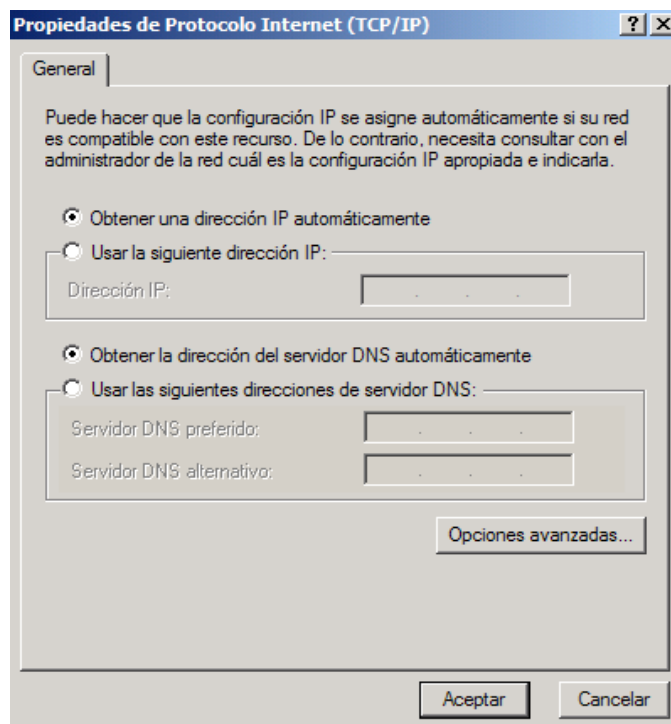 Propiedades de Protocolo Internet (TCP/IP)
General
Puede hacer que la configuración IP se asigne automáticamente si su red
es compatible con este recurso. De lo contrario, necesita consultar con el
administrador de la red cuál es la configuración IP apropiada e indicarla.
Obtener una dirección IP automáticamente
Usar la siguiente dirección IP:
Dirección IP:
Obtener la dirección del servidor DNS automáticamente
Usar las siguientes direcciones de servidor DNS:
Servidor DNS preferido:
Servidor DNS alternativo:
Opciones avanzadas...
Aceptar Cancelar